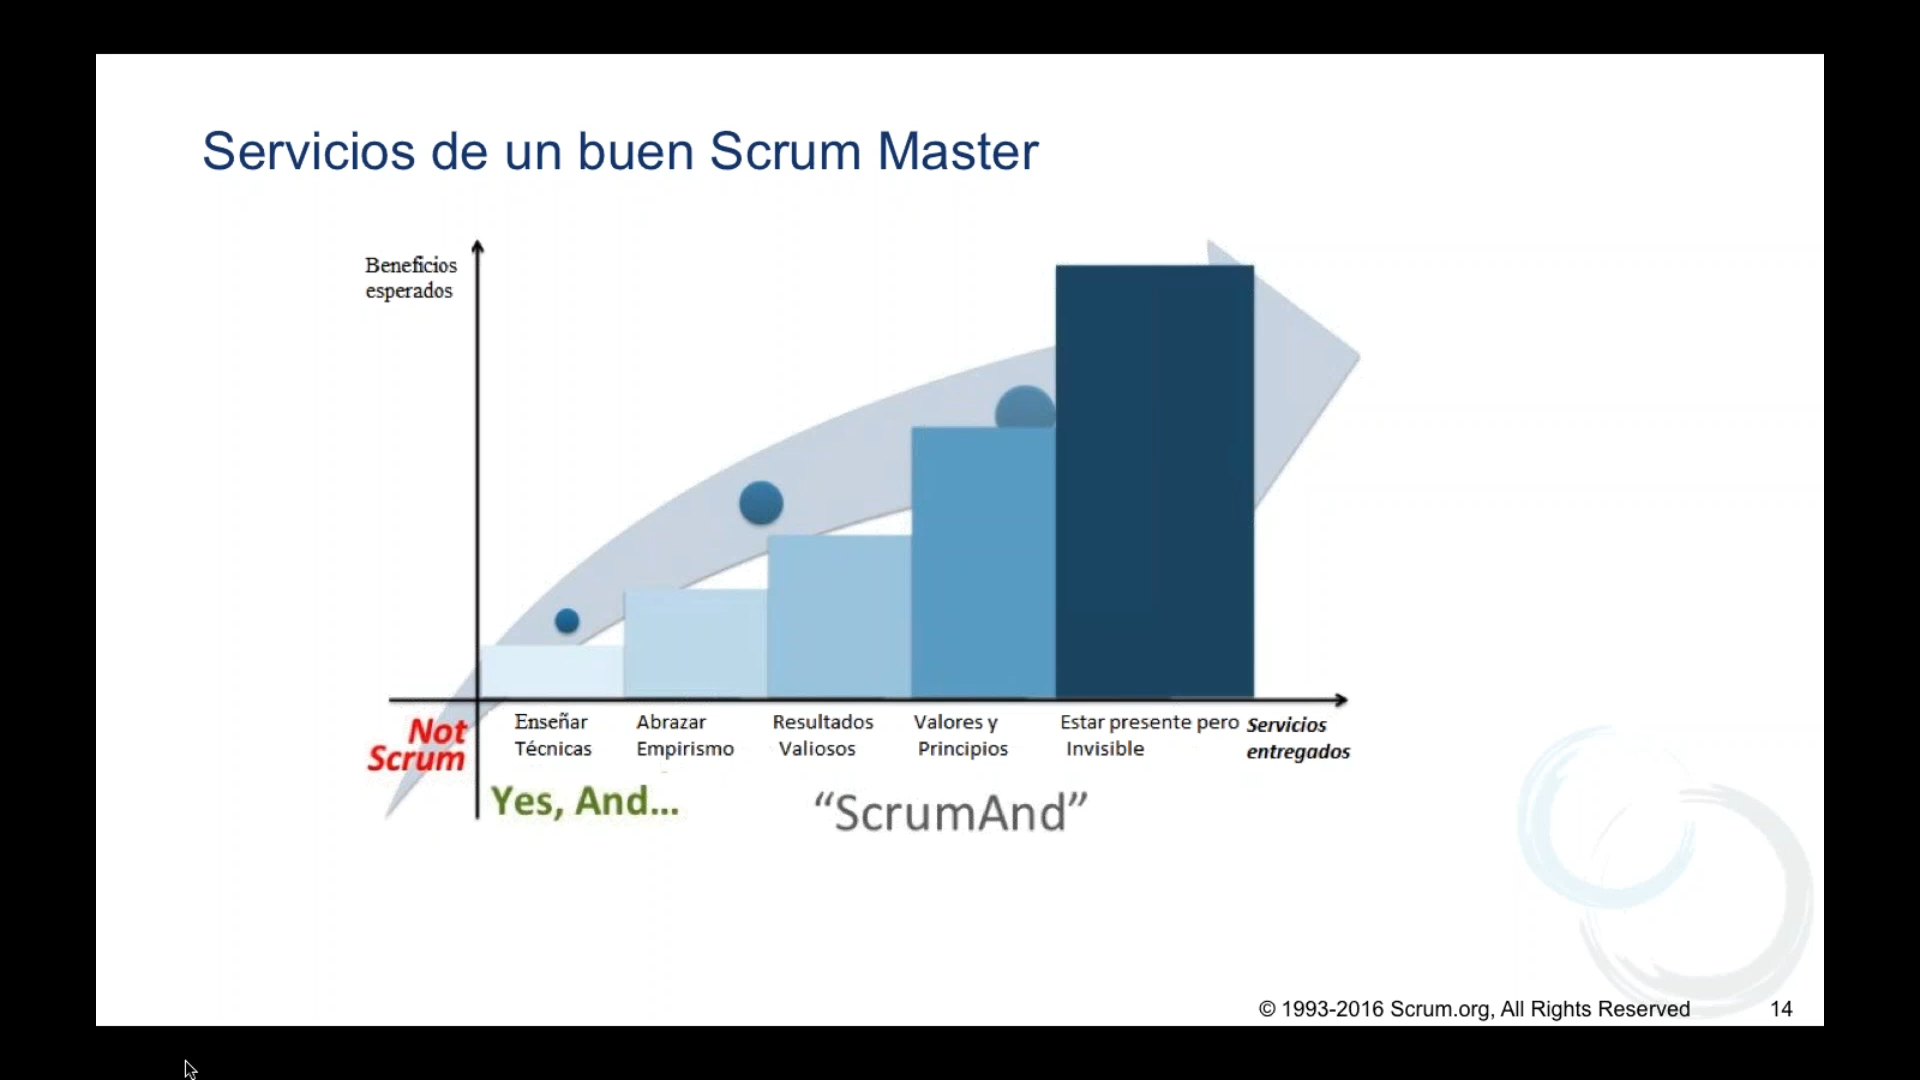 Servicios de un buen Scrum Master
Beneficios
esperados
Not
Scrum
Enseñar
Técnicas
Abrazar
Empirismo
Resultados
Valiosos
Valores y
Principios
Estar presente pero
Invisible
Servicios
entregados
Yes, And...
“ScrumAnd”
© 1993-2016 Scrum.org, All Rights Reserved
14